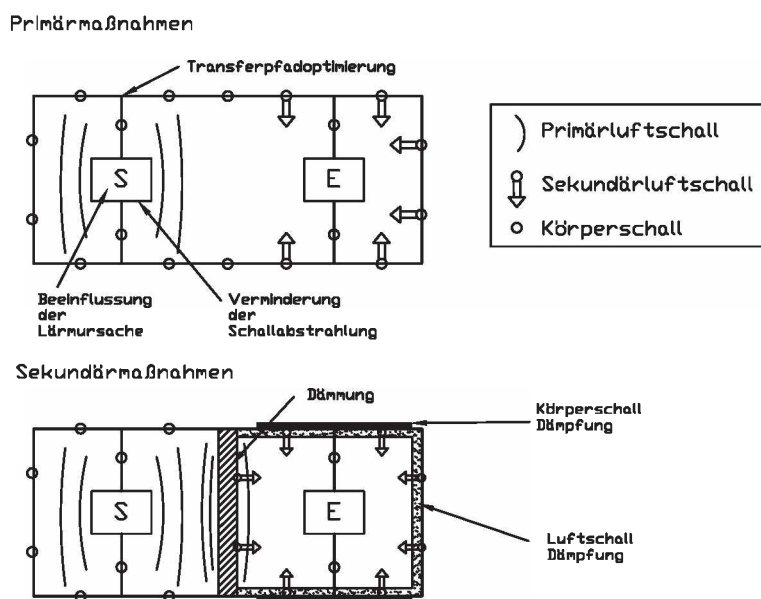 Primärmaßnahmen
Transferpfadoptimierung
Primärluftschall
Sekundärluftschall
Körperschall
S
E
Beeinflussung
der
Lärmursache
Verminderung
der
Schallabstrahlung
Sekundärmaßnahmen
Dämmung
Körperschall
Dämpfung
S
E
Luftschall
Dämpfung